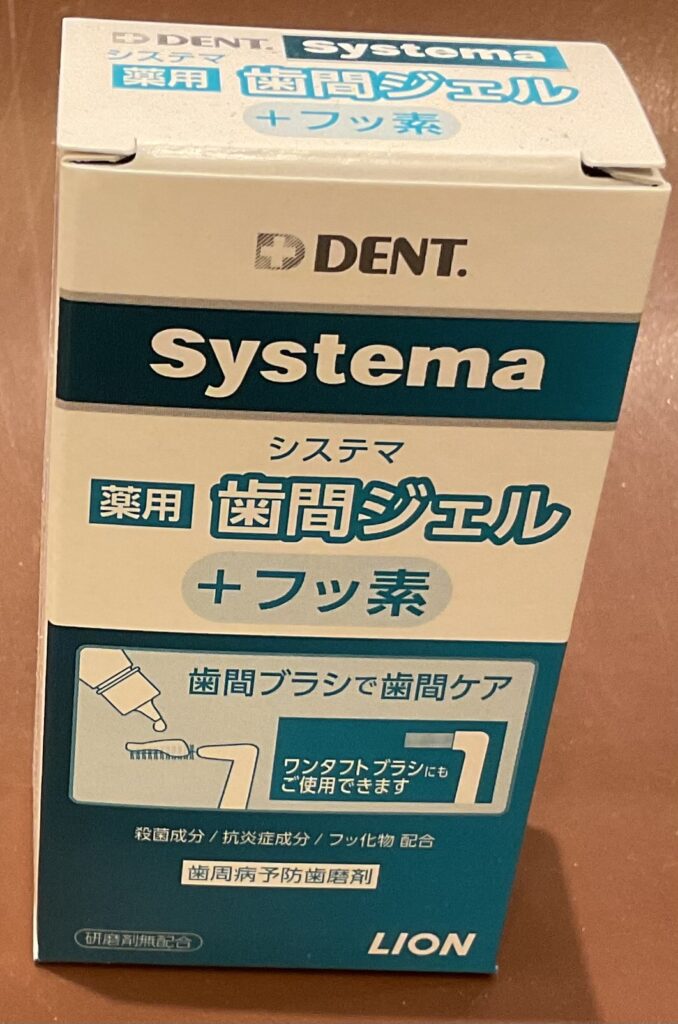 DENT.
Systema
システマ
薬用 歯間ジェル
+フッ素
DENT.
Systema
システマ
薬用 歯間ジェル
+フッ素
歯間ブラシで歯間ケア
ワンタフトブラシにも
ご使用できます
殺菌成分/抗炎症成分/フッ化物 配合
歯周病予防歯磨剤
研磨剤無配合
LION